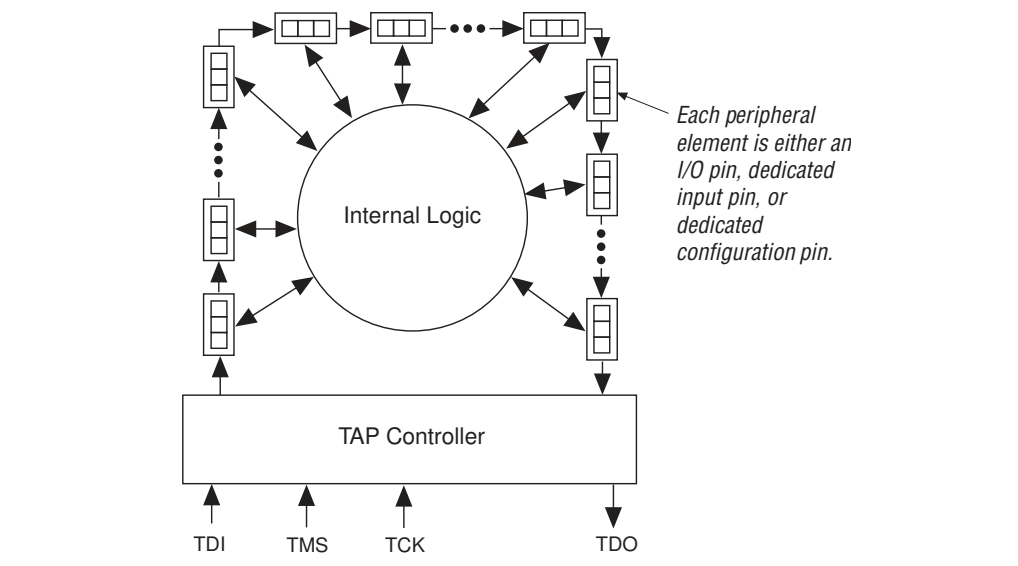 Each peripheral
element is either an
I/O pin, dedicated
input pin, or
dedicated
configuration pin.
Internal Logic
TAP Controller
TDI
TMS
TCK
TDO